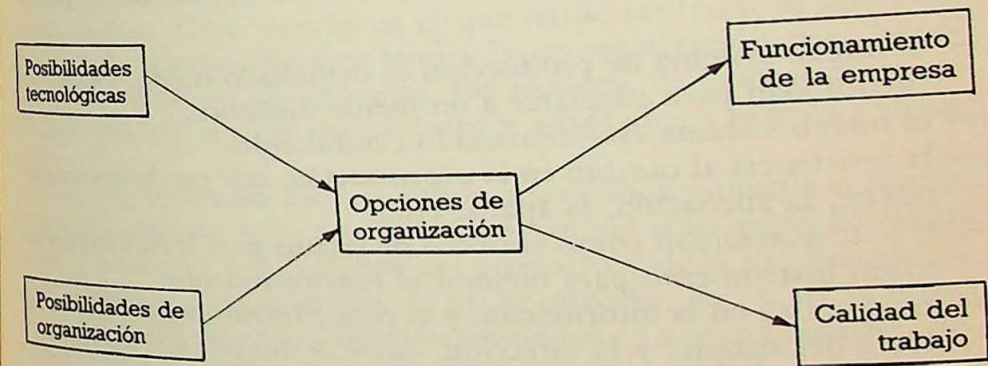 Posibilidades
tecnológicas
Funcionamiento
de la empresa
Opciones de
organización
Posibilidades de
organización
Calidad del
trabajo